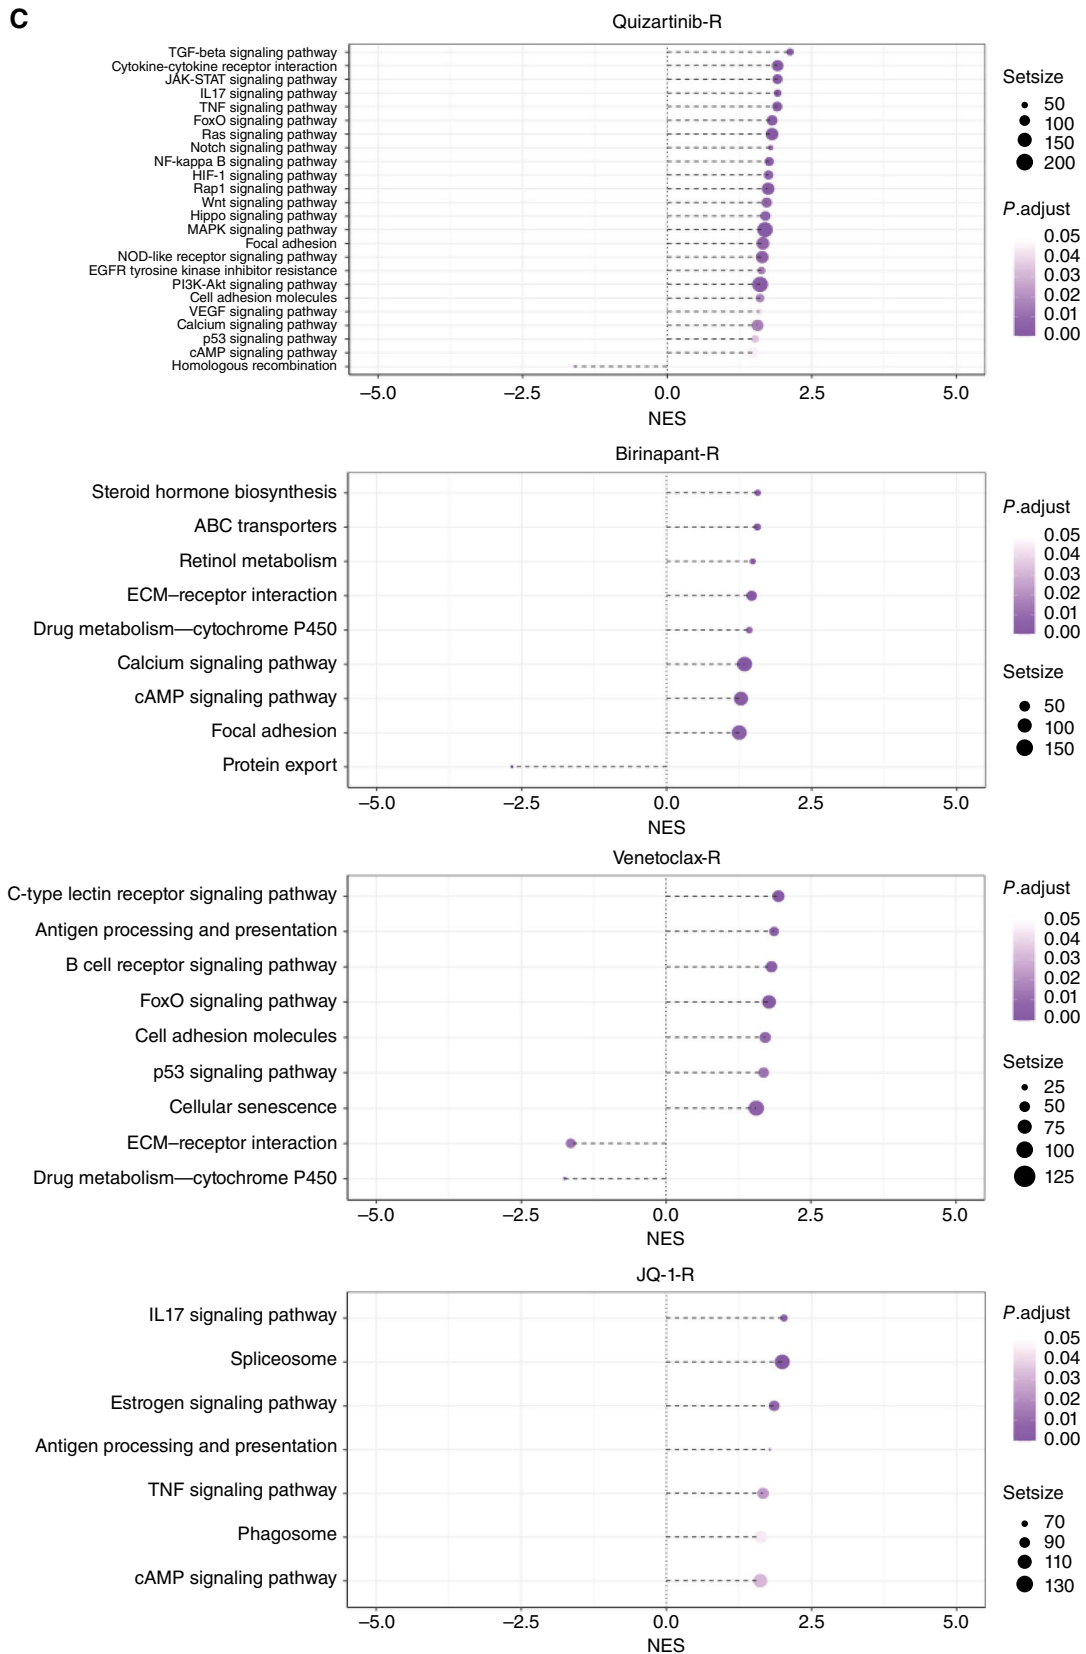 C
Quizartinib-R
TGF-beta signaling pathway
Cytokine-cytokine receptor interaction
JAK-STAT signaling pathway
IL17 signaling pathway
TNF signaling pathway
FoxO signaling pathway
Ras signaling pathway
Notch signaling pathway
NF-kappa B signaling pathway
HIF-1 signaling pathway
Rap1 signaling pathway
Wnt signaling pathway
Hippo signaling pathway
MAPK signaling pathway
Focal adhesion
NOD-like receptor signaling pathway
EGFR tyrosine kinase inhibitor resistance
PI3K-Akt signaling pathway
Cell adhesion molecules
VEGF signaling pathway
Calcium signaling pathway
p53 signaling pathway
cAMP signaling pathway
Homologous recombination
–5.0 –2.5 0.0 2.5 5.0
NES
Setsize
50
100
150
200
P.adjust
0.05
0.04
0.03
0.02
0.01
0.00
Birinapant-R
Steroid hormone biosynthesis
ABC transporters
Retinol metabolism
ECM–receptor interaction
Drug metabolism—cytochrome P450
Calcium signaling pathway
cAMP signaling pathway
Focal adhesion
Protein export
–5.0 –2.5 0.0 2.5 5.0
NES
P.adjust
0.05
0.04
0.03
0.02
0.01
0.00
Setsize
50
100
150
Venetoclax-R
C-type lectin receptor signaling pathway
Antigen processing and presentation
B cell receptor signaling pathway
FoxO signaling pathway
Cell adhesion molecules
p53 signaling pathway
Cellular senescence
ECM–receptor interaction
Drug metabolism—cytochrome P450
–5.0 –2.5 0.0 2.5 5.0
NES
P.adjust
0.05
0.04
0.03
0.02
0.01
0.00
Setsize
25
50
75
100
125
JQ-1-R
IL17 signaling pathway
Spliceosome
Estrogen signaling pathway
Antigen processing and presentation
TNF signaling pathway
Phagosome
cAMP signaling pathway
–5.0 –2.5 0.0 2.5 5.0
NES
P.adjust
0.05
0.04
0.03
0.02
0.01
0.00
Setsize
70
90
110
130